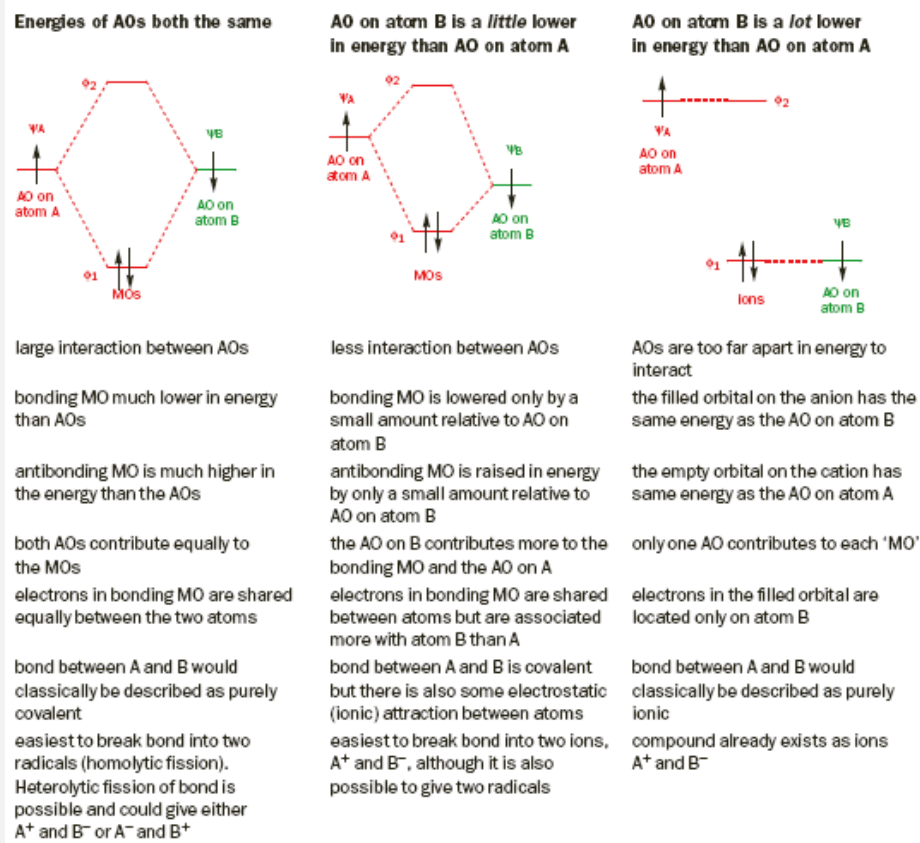 Energies of AOs both the same
AO on atom B is a little lower
in energy than AO on atom A
AO on atom B is a lot lower
in energy than AO on atom A
φ2
ΨA
ΨB
AO on
atom A
AO on
atom B
φ1
MOs
φ2
ΨA
AO on
atom A
ΨB
AO on
atom B
φ1
MOs
φ2
ΨA
AO on
atom A
ΨB
φ1
ions
AO on
atom B
large interaction between AOs
less interaction between AOs
AOs are too far apart in energy to
interact
bonding MO much lower in energy
than AOs
bonding MO is lowered only by a
small amount relative to AO on
atom B
the filled orbital on the anion has the
same energy as the AO on atom B
antibonding MO is much higher in
the energy than the AOs
antibonding MO is raised in energy
by only a small amount relative to
AO on atom B
the empty orbital on the cation has
same energy as the AO on atom A
both AOs contribute equally to
the MOs
the AO on B contributes more to the
bonding MO and the AO on A
only one AO contributes to each ‘MO’
electrons in bonding MO are shared
equally between the two atoms
electrons in bonding MO are shared
between atoms but are associated
more with atom B than A
electrons in the filled orbital are
located only on atom B
bond between A and B would
classically be described as purely
covalent
bond between A and B is covalent
but there is also some electrostatic
(ionic) attraction between atoms
bond between A and B would
classically be described as purely
ionic
easiest to break bond into two
radicals (homolytic fission).
Heterolytic fission of bond is
possible and could give either
A⁺ and B⁻ or A⁻ and B⁺
easiest to break bond into two ions,
A⁺ and B⁻, although it is also
possible to give two radicals
compound already exists as ions
A⁺ and B⁻